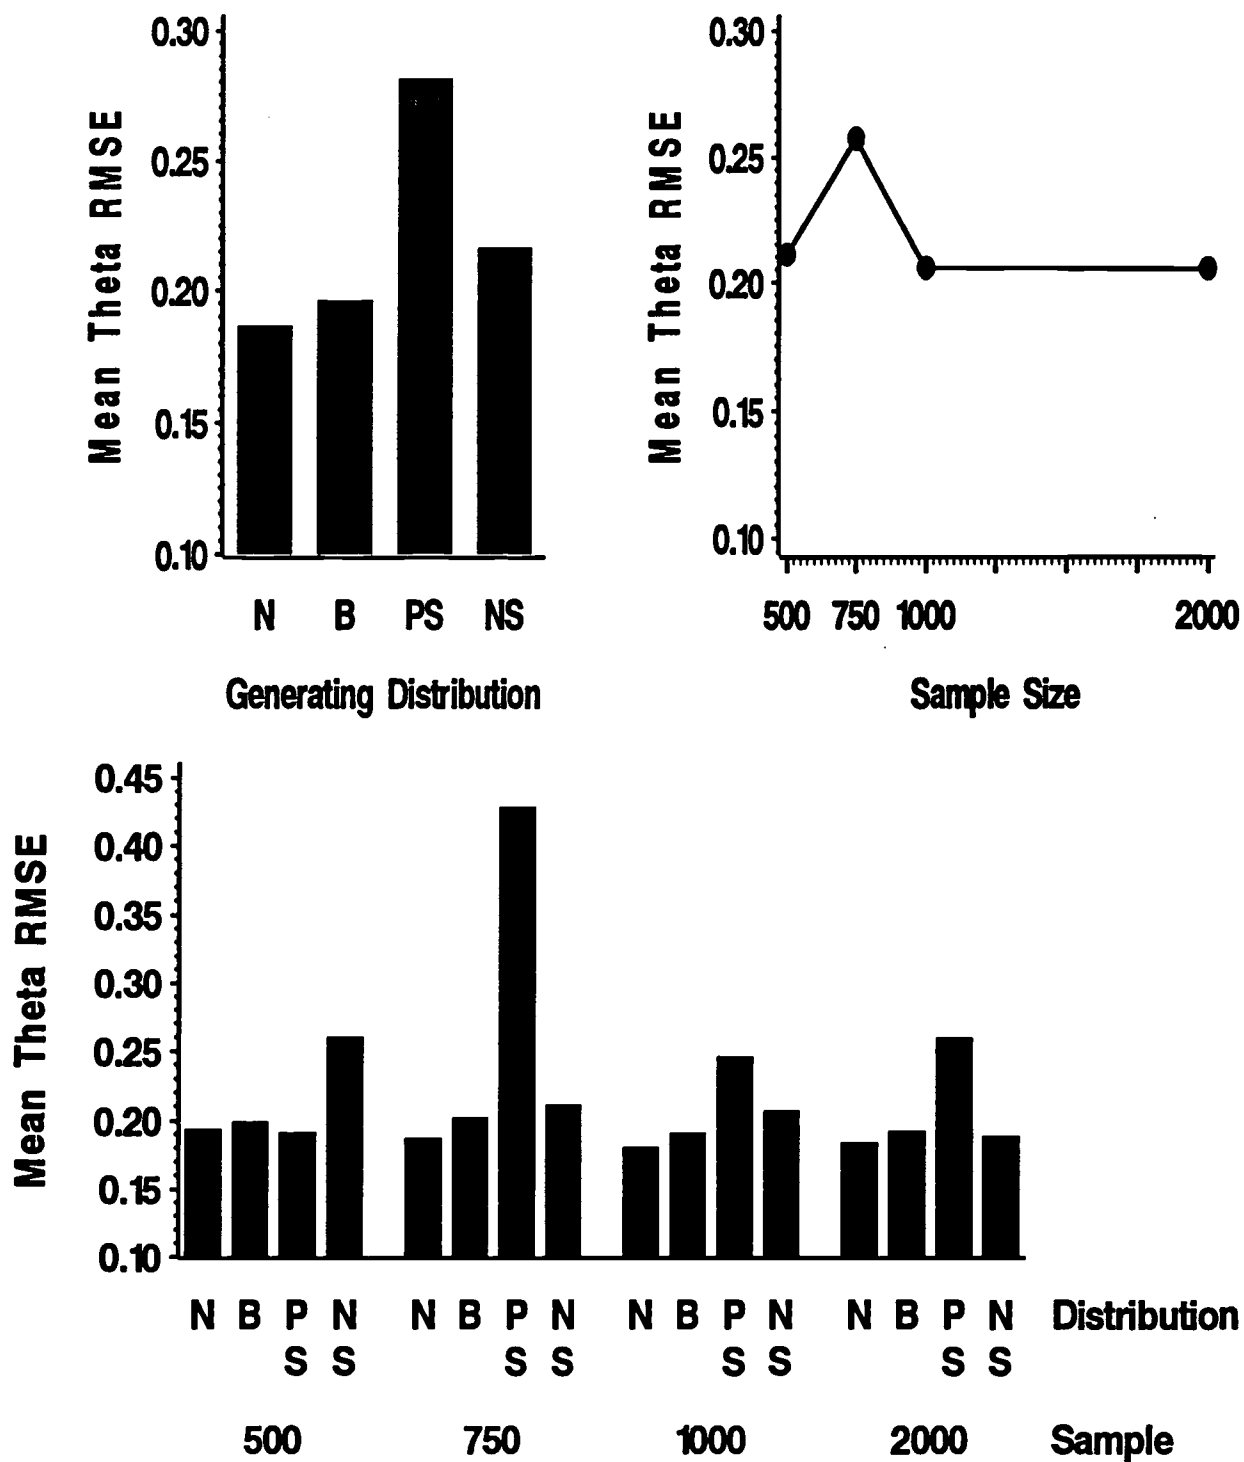 Mean Theta RMSE
0.30
0.25
0.20
0.15
0.10
N B PS NS
Generating Distribution
Mean Theta RMSE
0.30
0.25
0.20
0.15
0.10
500 750 1000 2000
Sample Size
Mean Theta RMSE
0.45
0.40
0.35
0.30
0.25
0.20
0.15
0.10
N B P N N B P N N B P N N B P N Distribution
S S S S S S S S
500 750 1000 2000 Sample